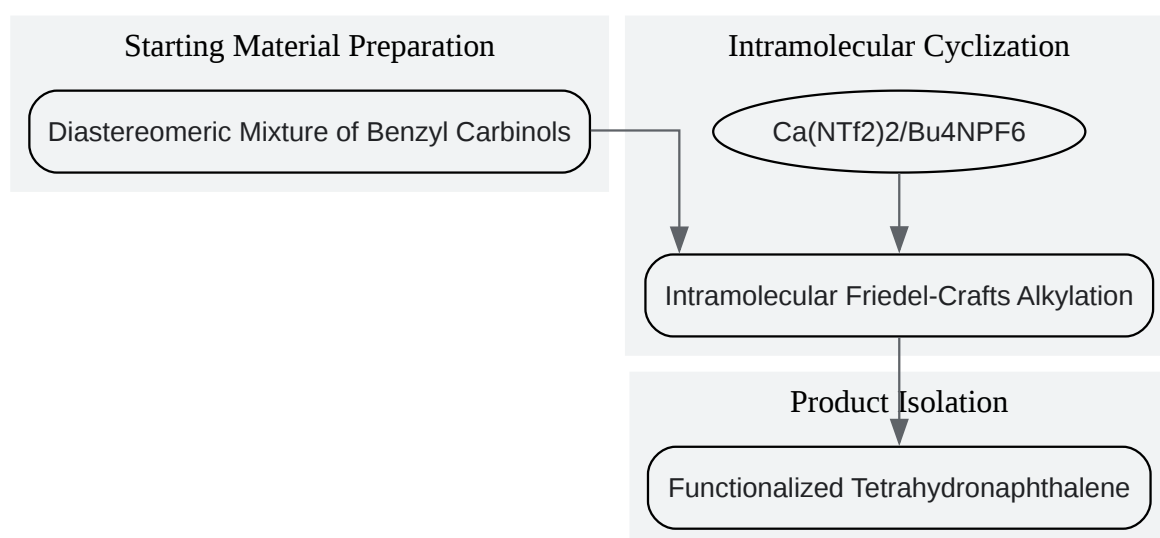 Starting Material Preparation
Diastereomeric Mixture of Benzyl Carbinols
Intramolecular Cyclization
Ca(NTf2)2/Bu4NPF6
Intramolecular Friedel-Crafts Alkylation
Product Isolation
Functionalized Tetrahydronaphthalene